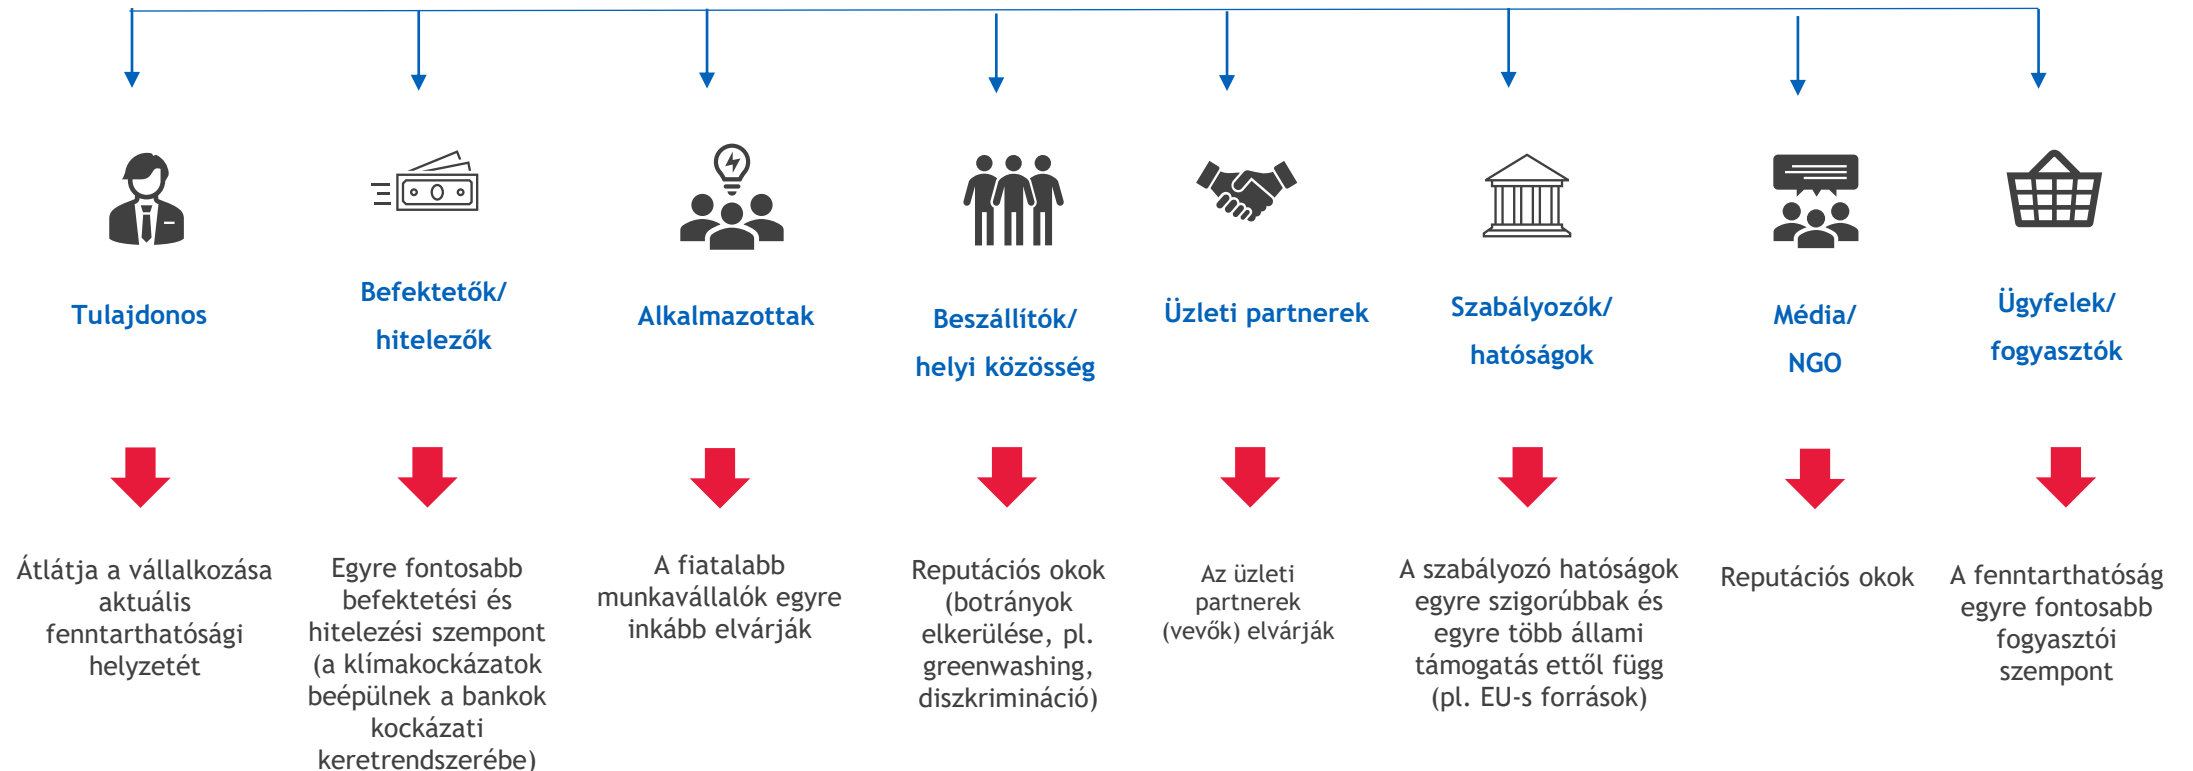 Tulajdonos
Befektetők/
hitelezők
Alkalmazottak
Beszállítók/
helyi közösség
Üzleti partnerek
Szabályozók/
hatóságok
Média/
NGO
Ügyfelek/
fogyasztók
Átlátja a vállalkozása
aktuális
fenntarthatósági
helyzetét
Egyre fontosabb
befektetési és
hitelezési szempont
(a klímakockázatok
beépülnek a bankok
kockázati
keretrendszerébe)
A fiatalabb
munkavállalók egyre
inkább elvárják
Reputációs okok
(botrányok
elkerülése, pl.
greenwashing,
diszkrimináció)
Az üzleti
partnerek
(vevők) elvárják
A szabályozó hatóságok
egyre szigorúbbak és
egyre több állami
támogatás ettől függ
(pl. EU-s források)
Reputációs okok
A fenntarthatóság
egyre fontosabb
fogyasztói
szempont